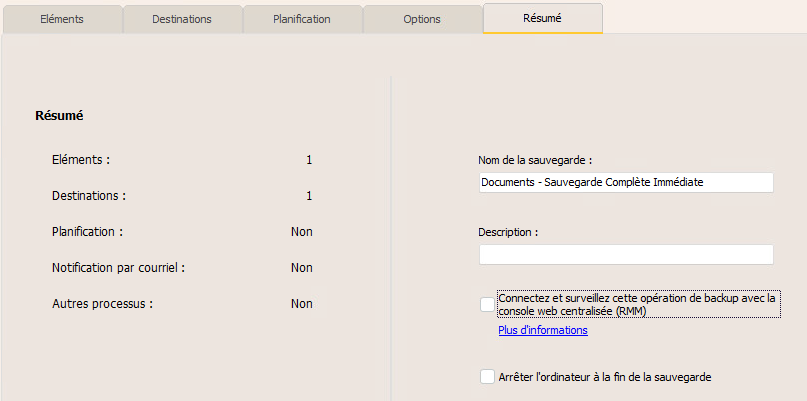 Eléments
Destinations
Planification
Options
Résumé
Résumé
Eléments : 1
Destinations : 1
Planification : Non
Notification par courriel : Non
Autres processus : Non
Nom de la sauvegarde :
Documents - Sauvegarde Complète Immédiate
Description :
Connectez et surveillez cette opération de backup avec la
console web centralisée (RMM)
Plus d'informations
Arrêter l'ordinateur à la fin de la sauvegarde